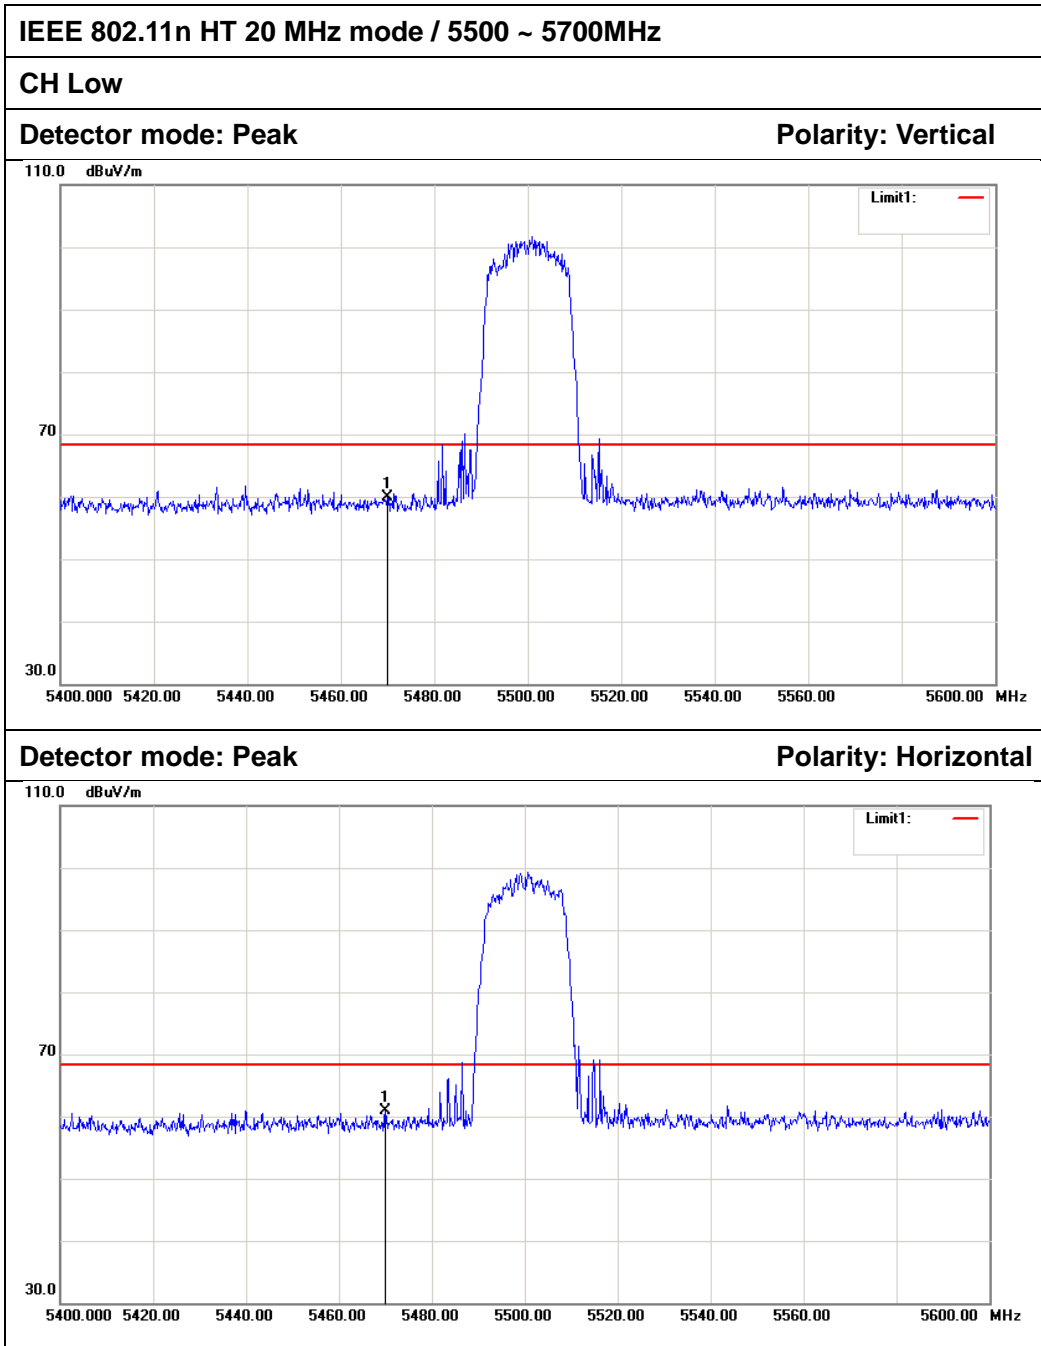 IEEE 802.11n HT 20 MHz mode / 5500 ~ 5700MHz
CH Low
Detector mode: Peak Polarity: Vertical
110.0 dBuV/m
Limit1:
70
1
30.0
5400.000 5420.00 5440.00 5460.00 5480.00 5500.00 5520.00 5540.00 5560.00 5600.00 MHz
Detector mode: Peak Polarity: Horizontal
110.0 dBuV/m
Limit1:
70
1
30.0
5400.000 5420.00 5440.00 5460.00 5480.00 5500.00 5520.00 5540.00 5560.00 5600.00 MHz